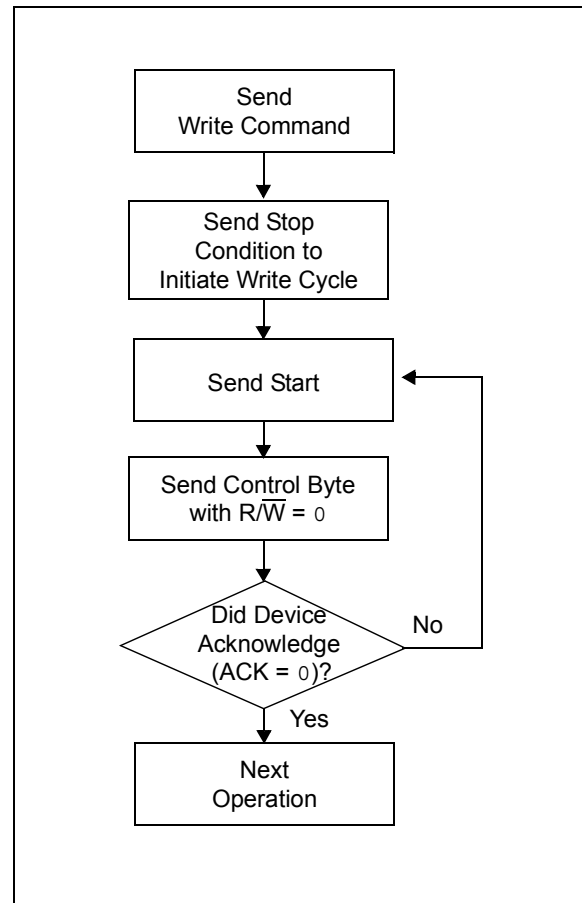 Send
Write Command
Send Stop
Condition to
Initiate Write Cycle
Send Start
Send Control Byte
with R/W̅ = 0
Did Device
Acknowledge
(ACK = 0)?
No
Yes
Next
Operation